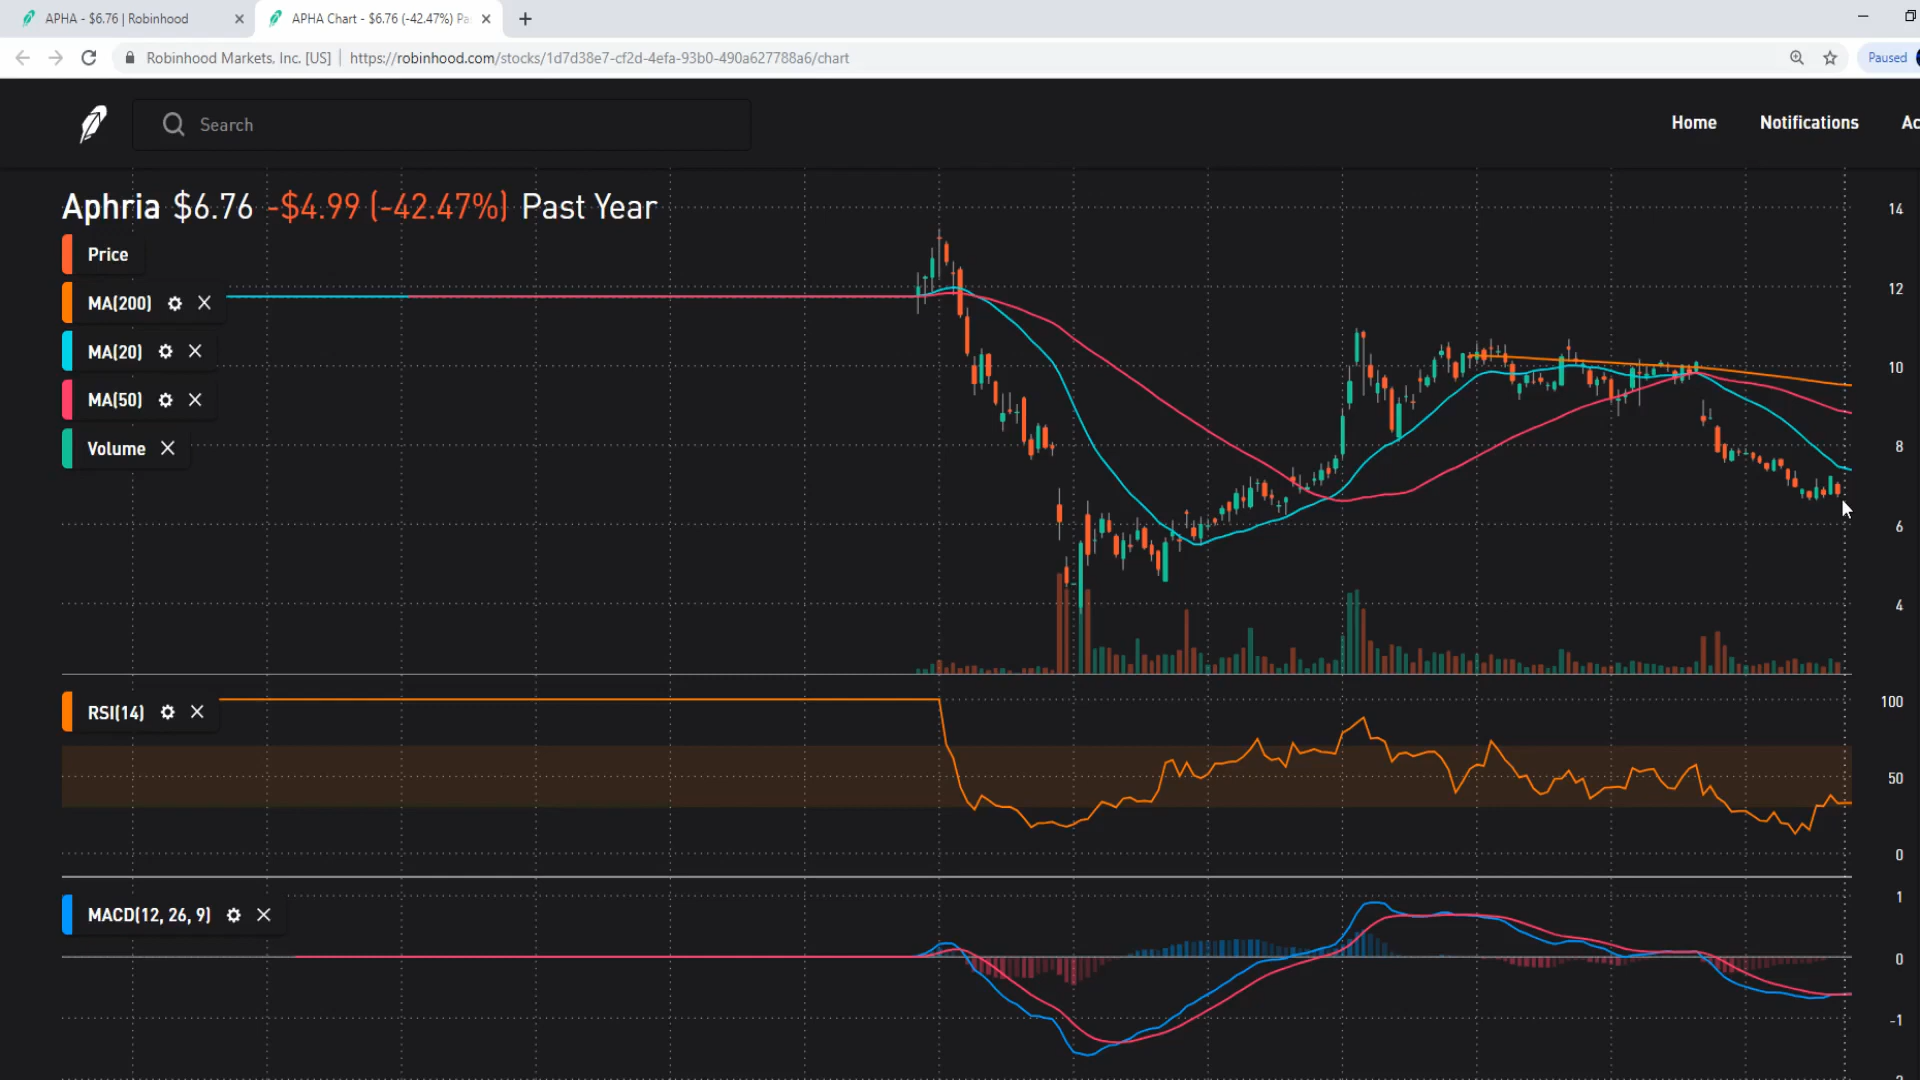 APHA - $6.76 | Robinhood
APHA Chart - $6.76 (-42.47%) Pa
Robinhood Markets, Inc. [US] | https://robinhood.com/stocks/1d7d38e7-cf2d-4efa-93b0-490a627788a6/chart
Paused
Search
Home
Notifications
Ac
Aphria $6.76 -$4.99 (-42.47%) Past Year
14
Price
12
MA(200)
MA(20)
10
MA(50)
8
Volume
6
4
RSI(14)
100
50
0
1
MACD(12, 26, 9)
0
-1